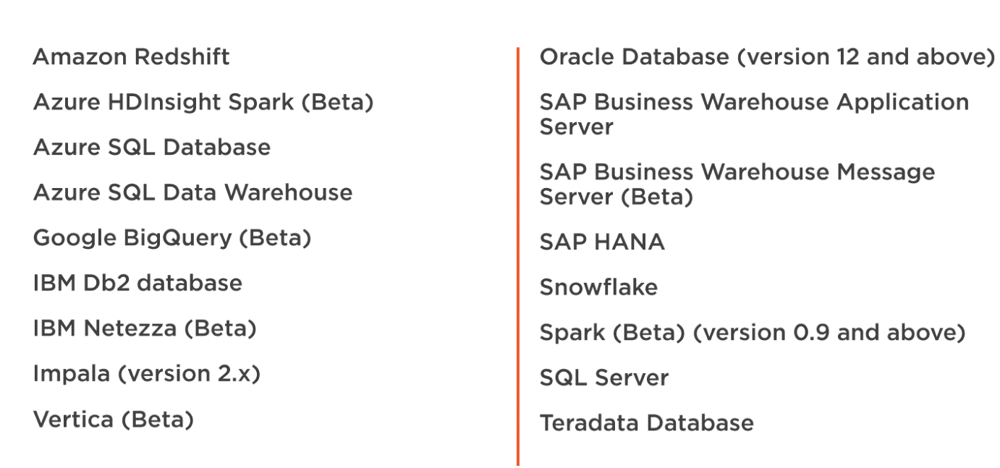 Amazon Redshift
Azure HDInsight Spark (Beta)
Azure SQL Database
Azure SQL Data Warehouse
Google BigQuery (Beta)
IBM Db2 database
IBM Netezza (Beta)
Impala (version 2.x)
Vertica (Beta)
Oracle Database (version 12 and above)
SAP Business Warehouse Application
Server
SAP Business Warehouse Message
Server (Beta)
SAP HANA
Snowflake
Spark (Beta) (version 0.9 and above)
SQL Server
Teradata Database